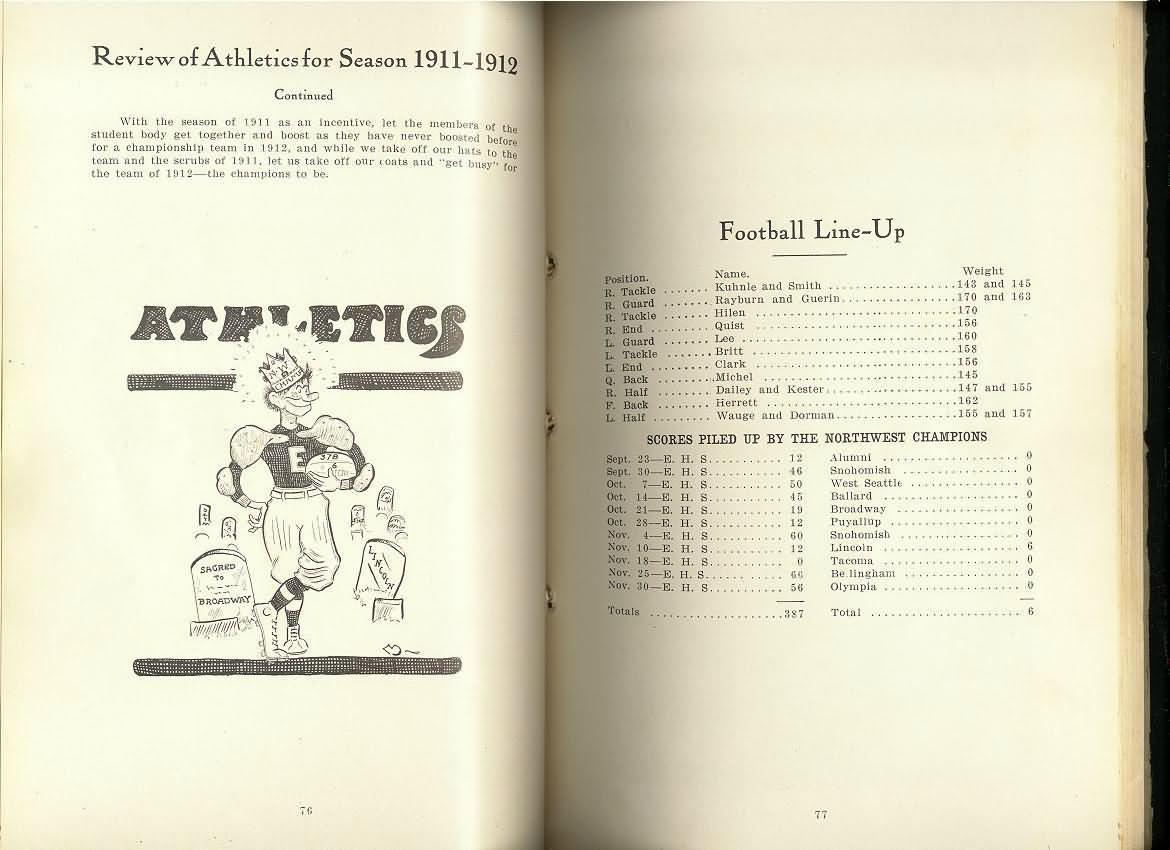 Review of Athletics for Season 1911-1912
Continued
With the season of 1911 as an incentive, let the members of the
student body get together and boost as they have never boosted before
for a championship team in 1912, and while we take off our hats to the
team and the scrubs of 1911, let us take off our coats and "get busy" for
the team of 1912—the champions to be.
ATHLETICS
N W
CHAMPS
E
378
6
SACRED
TO
BROADWAY
LINCOLN
76
Football Line-Up
Position. Name. Weight
R. Tackle ....... Kuhnle and Smith ..................143 and 145
R. Guard ....... Rayburn and Guerin..................170 and 163
R. Tackle ....... Hilen ..................170
R. End ......... Quist ..................156
L. Guard ....... Lee ..................160
L. Tackle ....... Britt ..................158
L. End ......... Clark ..................156
Q. Back ........ Michel ..................145
R. Half ........ Dailey and Kester..................147 and 155
F. Back ........ Herrett ..................162
L. Half ........ Wauge and Dorman..................155 and 157
SCORES PILED UP BY THE NORTHWEST CHAMPIONS
Sept. 23—E. H. S........... 12 Alumni .................... 0
Sept. 30—E. H. S........... 46 Snohomish .................... 0
Oct. 7—E. H. S........... 50 West Seattle .................... 0
Oct. 14—E. H. S........... 45 Ballard .................... 0
Oct. 21—E. H. S........... 19 Broadway .................... 0
Oct. 28—E. H. S........... 12 Puyallup .................... 0
Nov. 4—E. H. S........... 60 Snohomish .................... 0
Nov. 10—E. H. S........... 12 Lincoln .................... 6
Nov. 18—E. H. S........... 0 Tacoma .................... 0
Nov. 25—E. H. S........... 66 Bellingham .................... 0
Nov. 30—E. H. S........... 56 Olympia .................... 0
Totals ...................387 Total ...................... 6
77